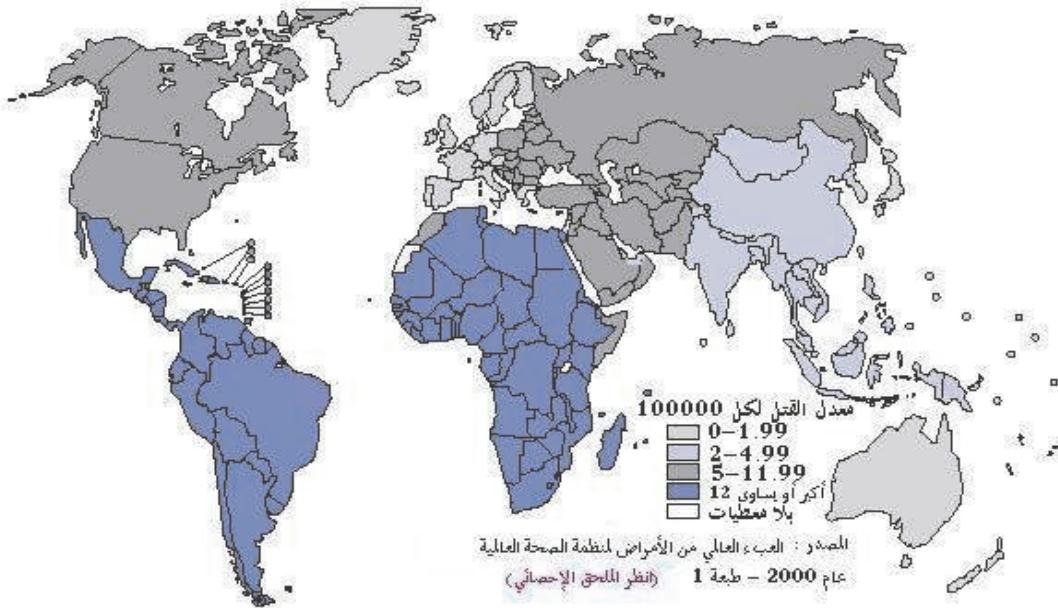 معدل القتل لكل 100000
0–1.99
2–4.99
5–11.99
أكبر أو يساوى 12
بلا معطيات
المصدر : العبء العالمي من الأمراض لمنظمة الصحة العالمية
عام 2000 – طبعة 1 (انظر الملحق الإحصائي)